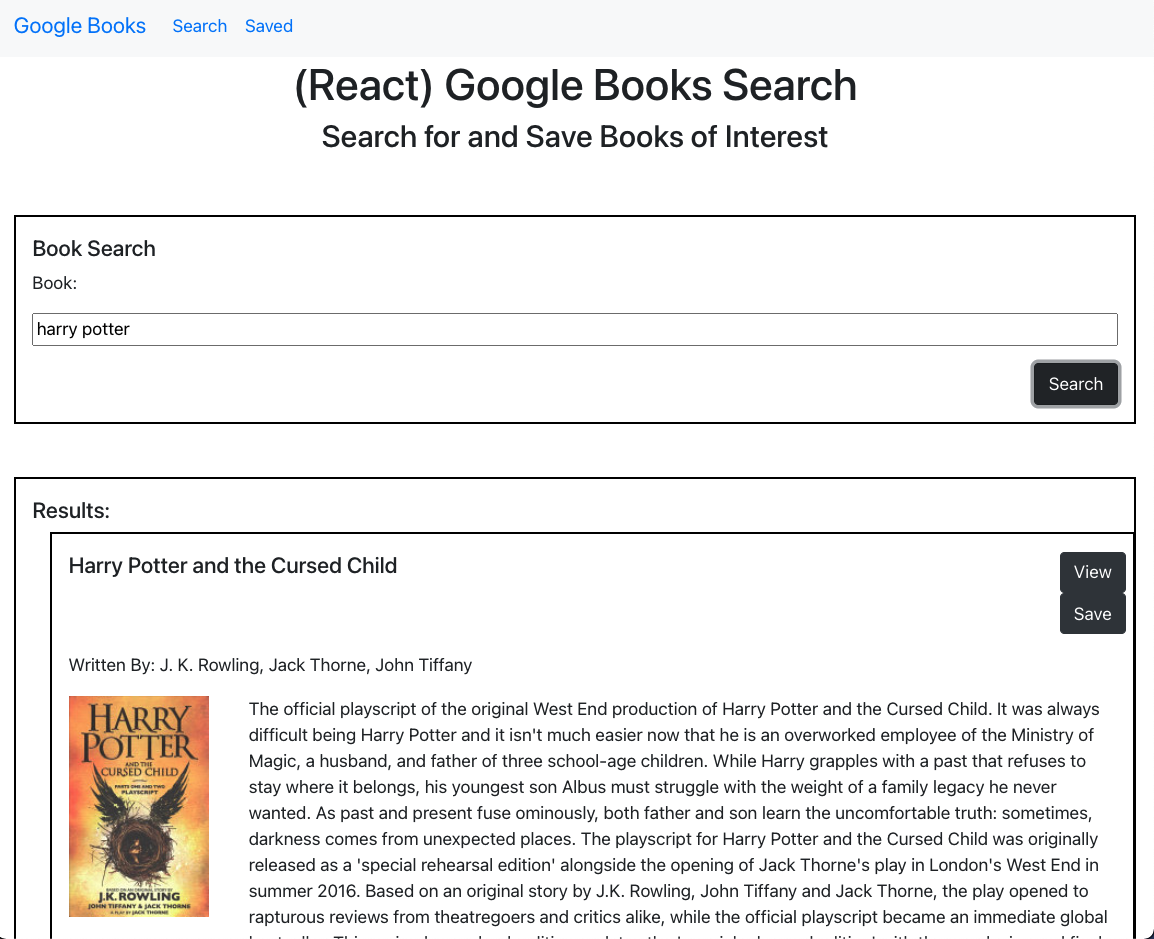 Google Books Search Saved
(React) Google Books Search
Search for and Save Books of Interest
Book Search
Book:
harry potter
Search
Results:
Harry Potter and the Cursed Child
View
Save
Written By: J. K. Rowling, Jack Thorne, John Tiffany
HARRY
POTTER
AND THE
CURSED CHILD
PARTS ONE AND TWO
PLAYSCRIPT
BASED ON AN ORIGINAL STORY BY
J.K. ROWLING
JOHN TIFFANY & JACK THORNE
A PLAY BY JACK THORNE
The official playscript of the original West End production of Harry Potter and the Cursed Child. It was always
difficult being Harry Potter and it isn't much easier now that he is an overworked employee of the Ministry of
Magic, a husband, and father of three school-age children. While Harry grapples with a past that refuses to
stay where it belongs, his youngest son Albus must struggle with the weight of a family legacy he never
wanted. As past and present fuse ominously, both father and son learn the uncomfortable truth: sometimes,
darkness comes from unexpected places. The playscript for Harry Potter and the Cursed Child was originally
released as a 'special rehearsal edition' alongside the opening of Jack Thorne's play in London's West End in
summer 2016. Based on an original story by J.K. Rowling, John Tiffany and Jack Thorne, the play opened to
rapturous reviews from theatregoers and critics alike, while the official playscript became an immediate global